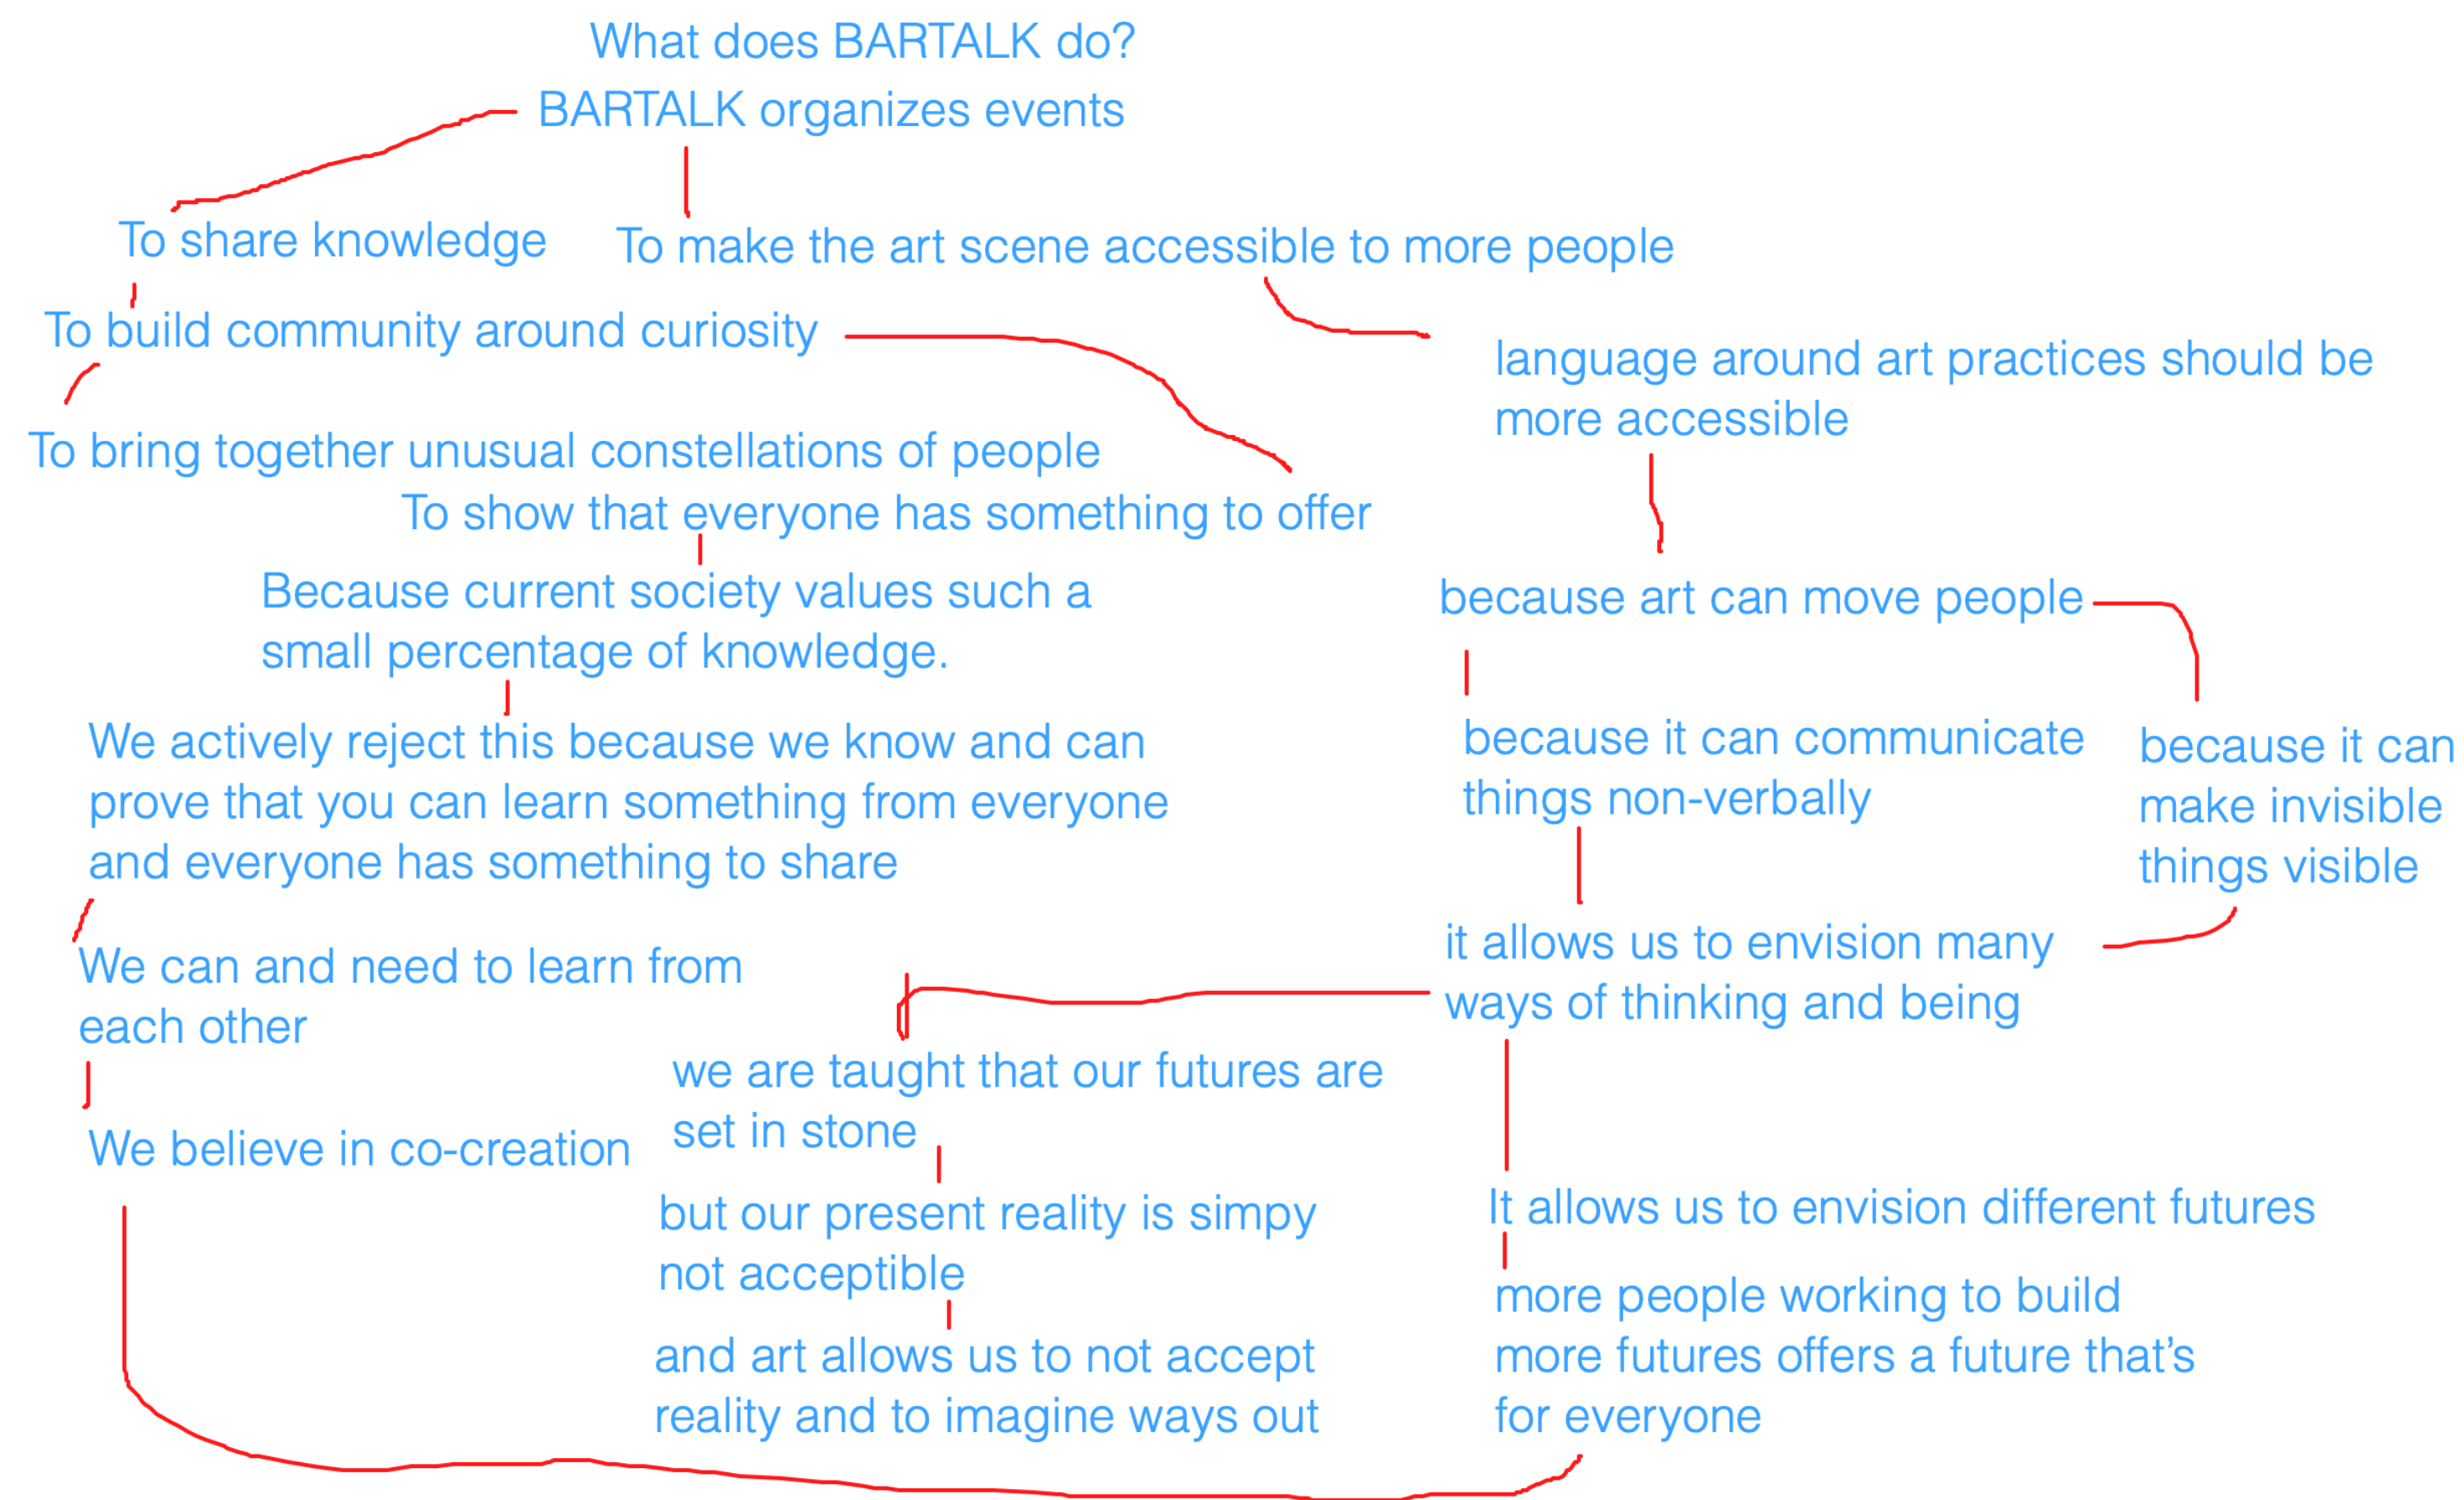 What does BARTALK do?
BARTALK organizes events
To share knowledge
To make the art scene accessible to more people
To build community around curiosity
language around art practices should be
more accessible
To bring together unusual constellations of people
To show that everyone has something to offer
Because current society values such a
small percentage of knowledge.
because art can move people
We actively reject this because we know and can
prove that you can learn something from everyone
and everyone has something to share
because it can communicate
things non-verbally
because it can
make invisible
things visible
We can and need to learn from
each other
it allows us to envision many
ways of thinking and being
we are taught that our futures are
set in stone
We believe in co-creation
but our present reality is simpy
not acceptible
It allows us to envision different futures
and art allows us to not accept
reality and to imagine ways out
more people working to build
more futures offers a future that’s
for everyone